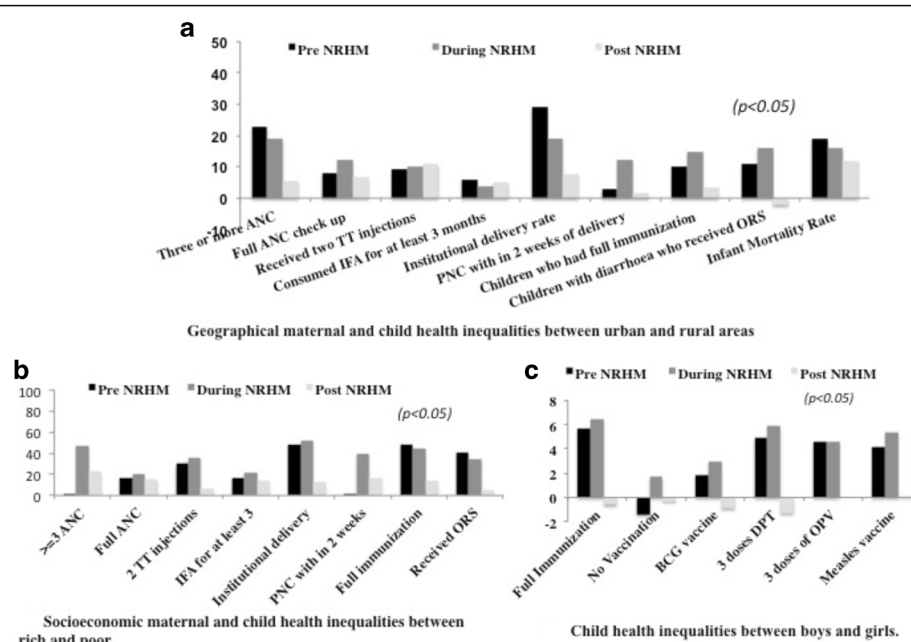 a
50
40
30
20
10
0
-10
Pre NRHM
During NRHM
Post NRHM
(p<0.05)
Three or more ANC
Full ANC check up
Received two TT injections
Consumed IFA for at least 3 months
Institutional delivery rate
PNC with in 2 weeks of delivery
Children who had full immunization
Children with diarrhoea who received ORS
Infant Mortality Rate
Geographical maternal and child health inequalities between urban and rural areas
b
Pre NRHM
During NRHM
Post NRHM
100
80
60
40
20
0
(p<0.05)
>=3 ANC
Full ANC
2 TT injections
IFA for at least 3
Institutional delivery
PNC with in 2 weeks
Full immunization
Received ORS
Socioeconomic maternal and child health inequalities between
rich and poor
c
Pre NRHM
During NRHM
Post NRHM
8
6
4
2
0
-2
(p<0.05)
Full Immunization
No Vaccination
BCG vaccine
3 doses DPT
3 doses of OPV
Measles vaccine
Child health inequalities between boys and girls.